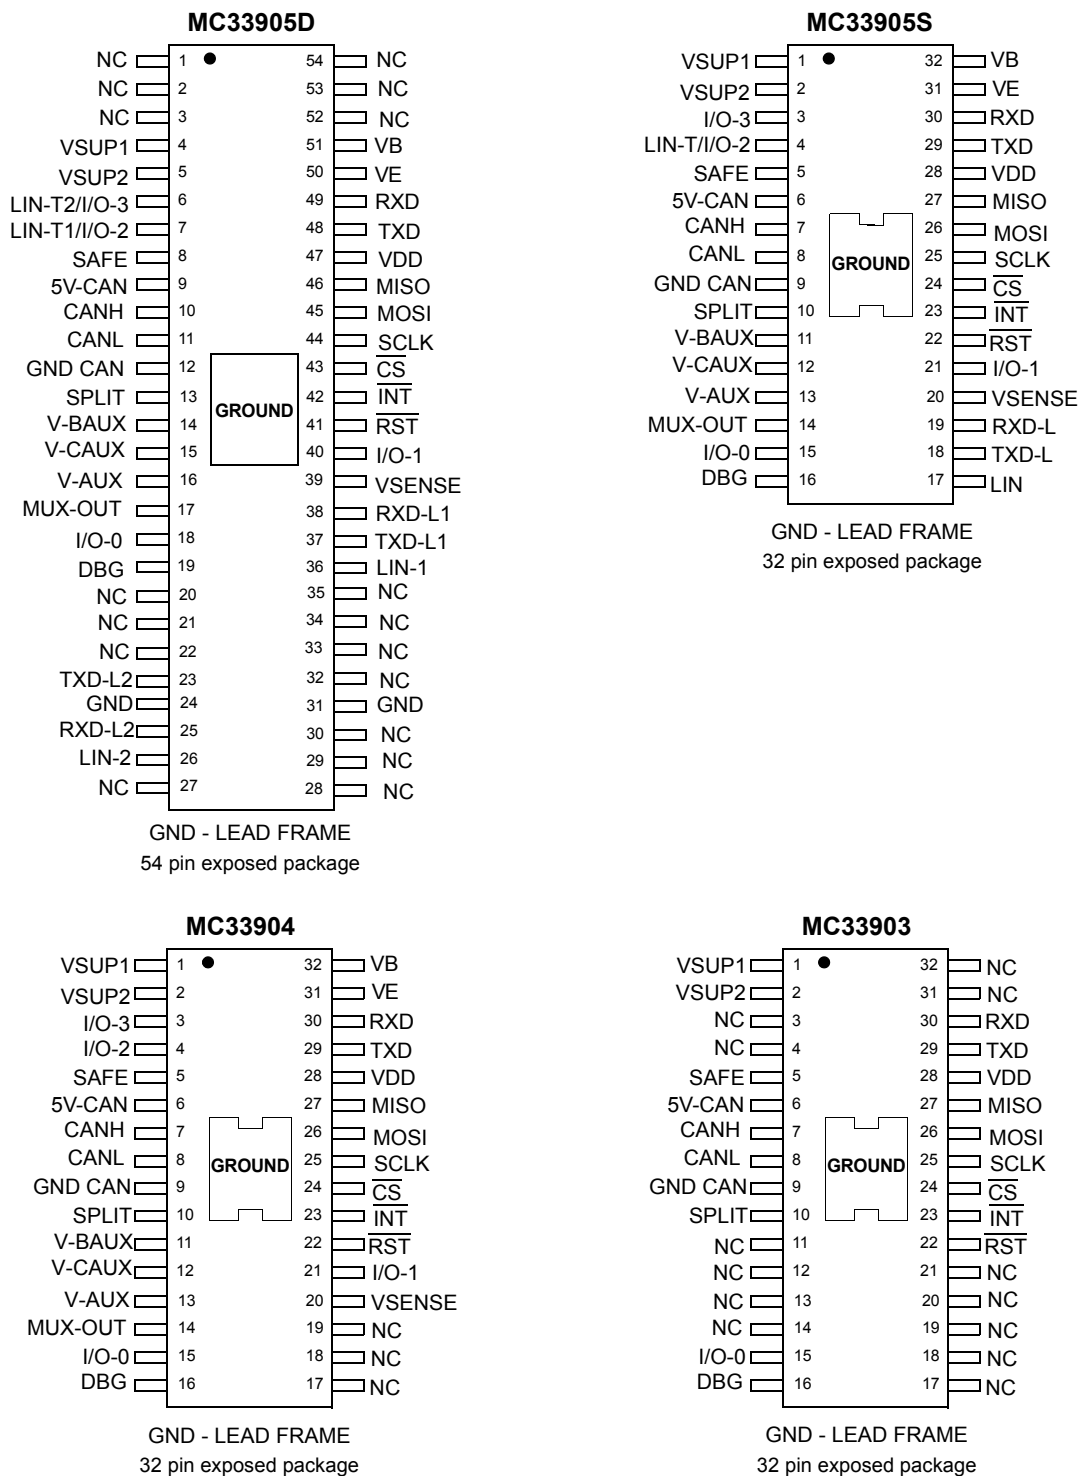 MC33905D
NC 1 54 NC
NC 2 53 NC
NC 3 52 NC
VSUP1 4 51 VB
VSUP2 5 50 VE
LIN-T2/I/O-3 6 49 RXD
LIN-T1/I/O-2 7 48 TXD
SAFE 8 47 VDD
5V-CAN 9 46 MISO
CANH 10 45 MOSI
CANL 11 44 SCLK
GND CAN 12 43 CS
SPLIT 13 42 INT
GROUND
V-BAUX 14 41 RST
V-CAUX 15 40 I/O-1
V-AUX 16 39 VSENSE
MUX-OUT 17 38 RXD-L1
I/O-0 18 37 TXD-L1
DBG 19 36 LIN-1
NC 20 35 NC
NC 21 34 NC
NC 22 33 NC
TXD-L2 23 32 NC
GND 24 31 GND
RXD-L2 25 30 NC
LIN-2 26 29 NC
NC 27 28 NC
GND - LEAD FRAME
54 pin exposed package
MC33905S
VSUP1 1 32 VB
VSUP2 2 31 VE
I/O-3 3 30 RXD
LIN-T/I/O-2 4 29 TXD
SAFE 5 28 VDD
5V-CAN 6 27 MISO
CANH 7 26 MOSI
CANL 8 25 SCLK
GROUND
GND CAN 9 24 CS
SPLIT 10 23 INT
V-BAUX 11 22 RST
V-CAUX 12 21 I/O-1
V-AUX 13 20 VSENSE
MUX-OUT 14 19 RXD-L
I/O-0 15 18 TXD-L
DBG 16 17 LIN
GND - LEAD FRAME
32 pin exposed package
MC33904
VSUP1 1 32 VB
VSUP2 2 31 VE
I/O-3 3 30 RXD
I/O-2 4 29 TXD
SAFE 5 28 VDD
5V-CAN 6 27 MISO
CANH 7 26 MOSI
CANL 8 GROUND 25 SCLK
GND CAN 9 24 CS
SPLIT 10 23 INT
V-BAUX 11 22 RST
V-CAUX 12 21 I/O-1
V-AUX 13 20 VSENSE
MUX-OUT 14 19 NC
I/O-0 15 18 NC
DBG 16 17 NC
GND - LEAD FRAME
32 pin exposed package
MC33903
VSUP1 1 32 NC
VSUP2 2 31 NC
NC 3 30 RXD
NC 4 29 TXD
SAFE 5 28 VDD
5V-CAN 6 27 MISO
CANH 7 26 MOSI
CANL 8 GROUND 25 SCLK
GND CAN 9 24 CS
SPLIT 10 23 INT
NC 11 22 RST
NC 12 21 NC
NC 13 20 NC
NC 14 19 NC
I/O-0 15 18 NC
DBG 16 17 NC
GND - LEAD FRAME
32 pin exposed package